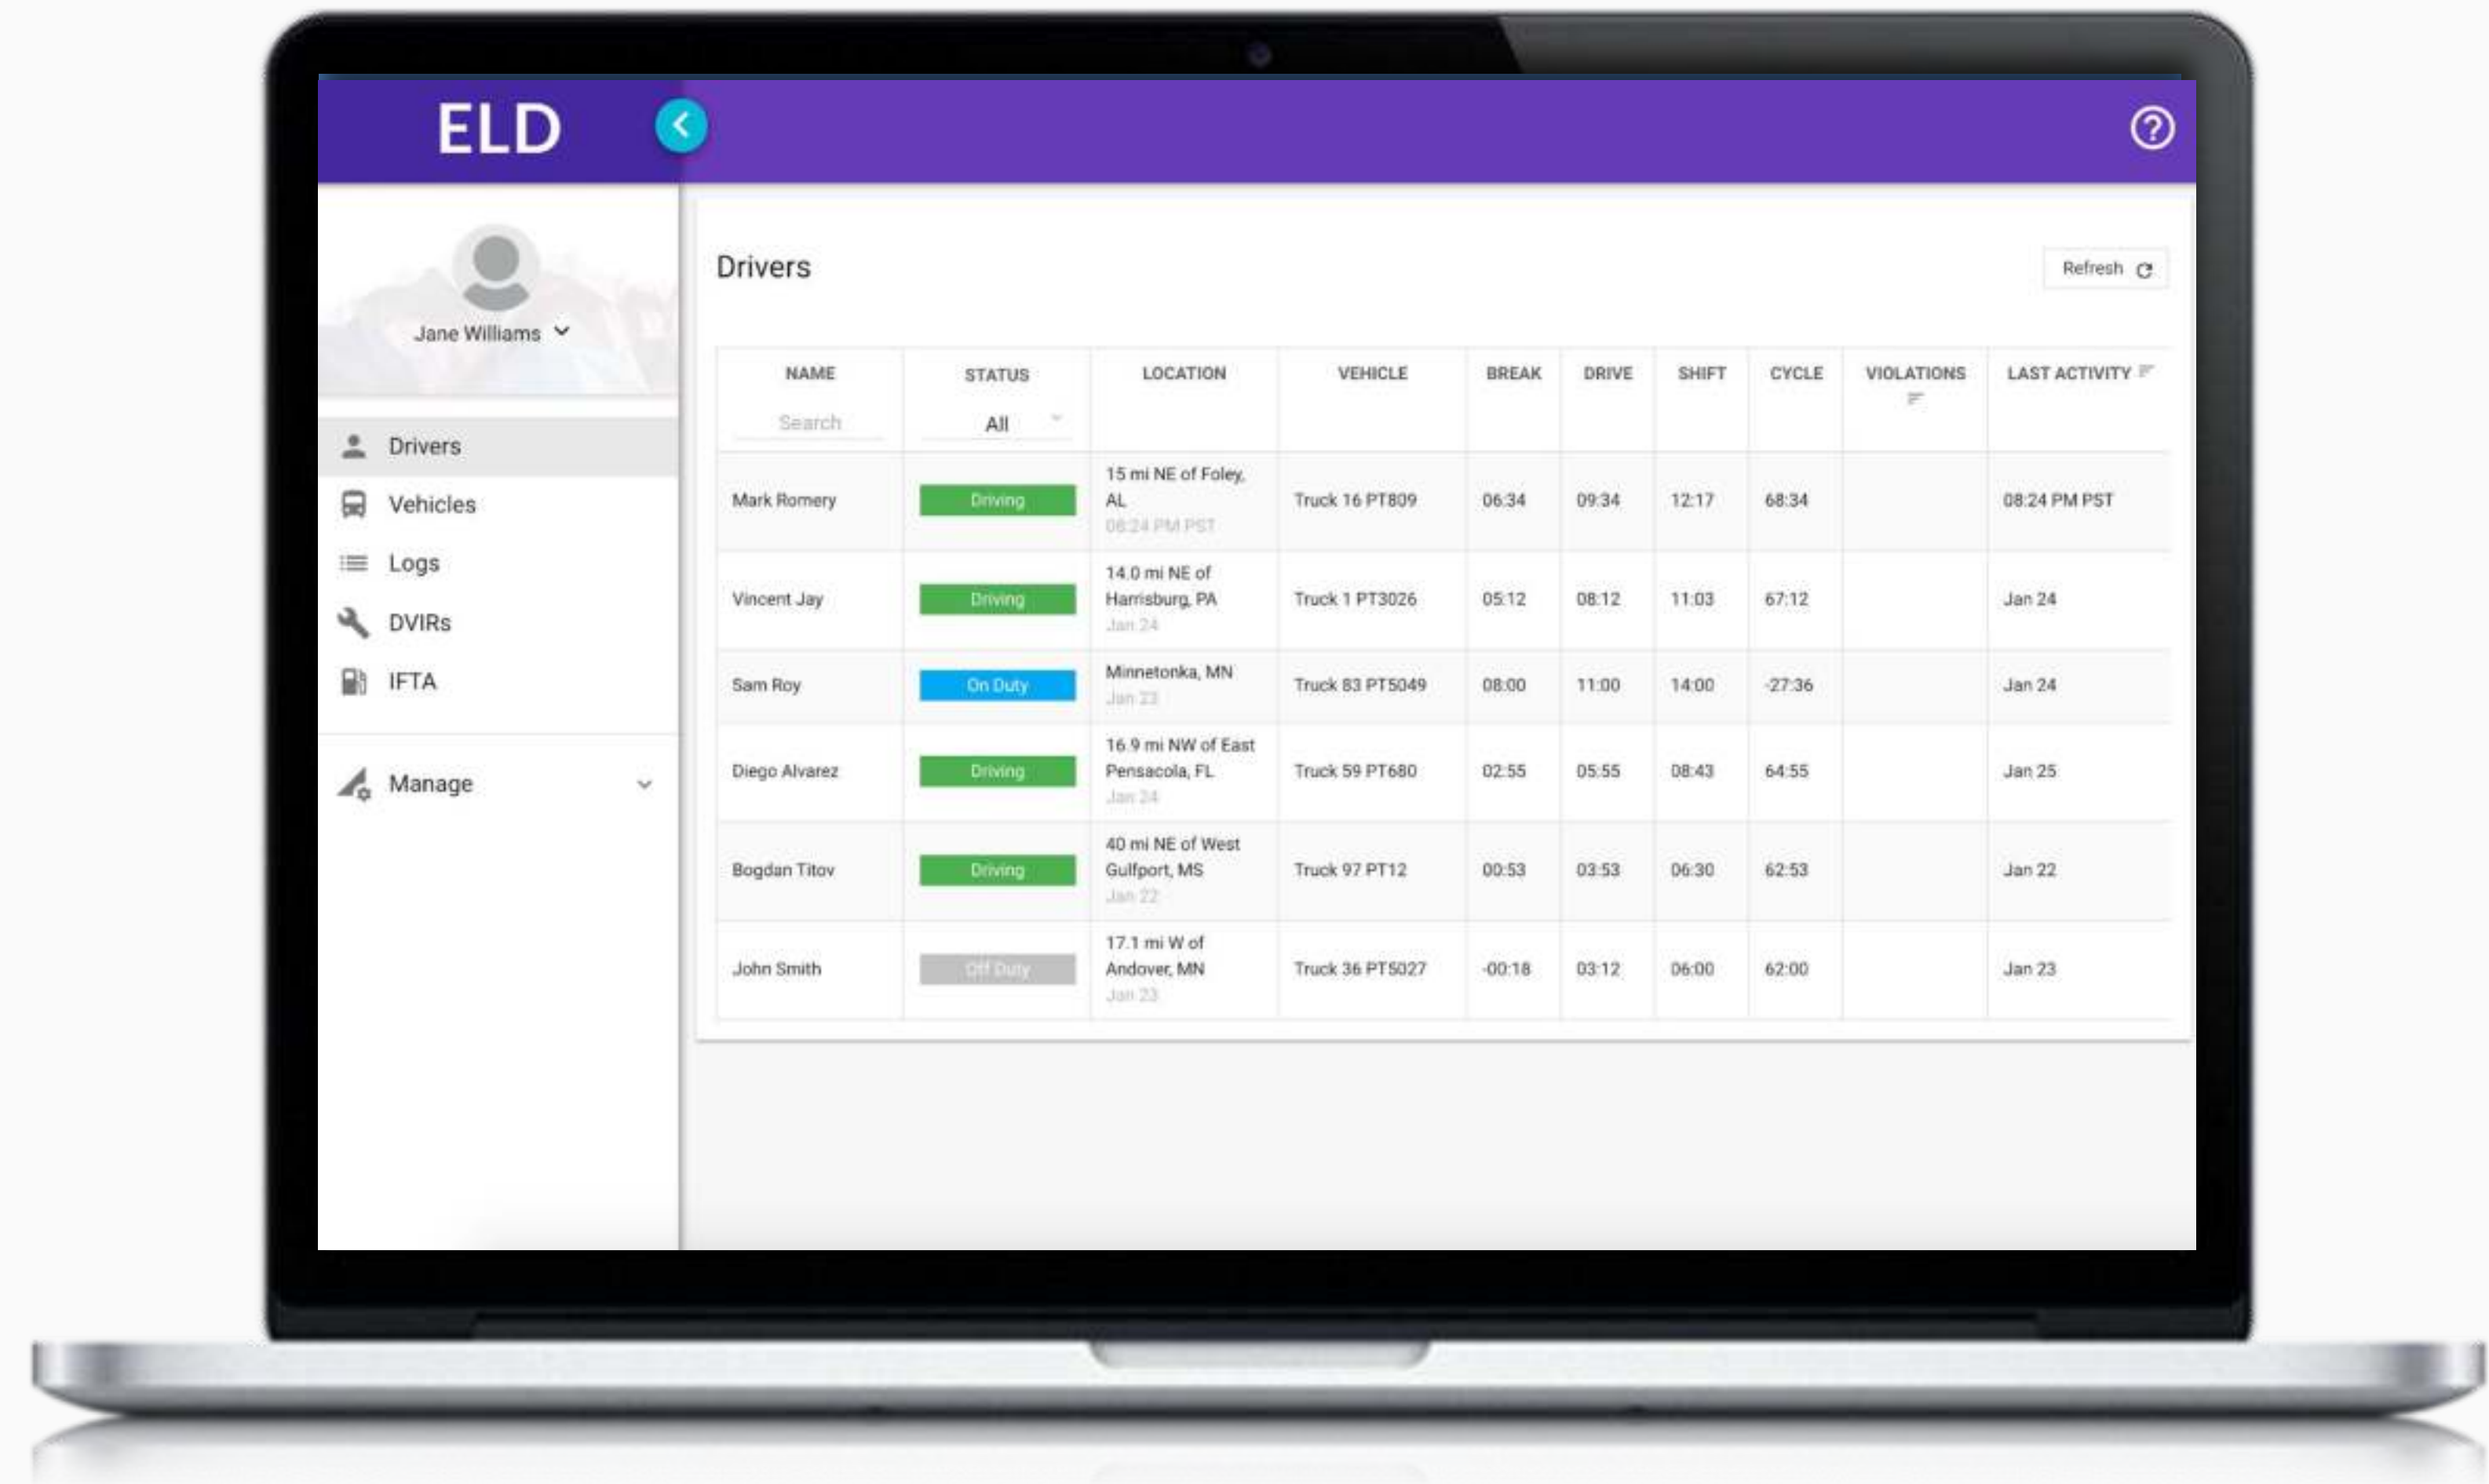 ELD
Jane Williams
Drivers
Vehicles
Logs
DVIRs
IFTA
Manage
Drivers
Refresh
NAME STATUS LOCATION VEHICLE BREAK DRIVE SHIFT CYCLE VIOLATIONS LAST ACTIVITY
Search All
Mark Romery Driving 15 mi NE of Foley, Truck 16 PT809 06:34 09:34 12:17 68:34 08:24 PM PST
AL
08:24 PM PST
Vincent Jay Driving 14.0 mi NE of Truck 1 PT3026 05:12 08:12 11:03 67:12 Jan 24
Harrisburg, PA
Jan 24
Sam Roy On Duty Minnetonka, MN Truck 83 PT5049 08:00 11:00 14:00 -27:36 Jan 24
Jan 23
Diego Alvarez Driving 16.9 mi NW of East Truck 59 PT680 02:55 05:55 08:43 64:55 Jan 25
Pensacola, FL
Jan 24
Bogdan Titov Driving 40 mi NE of West Truck 97 PT12 00:53 03:53 06:30 62:53 Jan 22
Gulfport, MS
Jan 22
John Smith Off Duty 17.1 mi W of Truck 36 PT5027 -00:18 03:12 06:00 62:00 Jan 23
Andover, MN
Jan 23